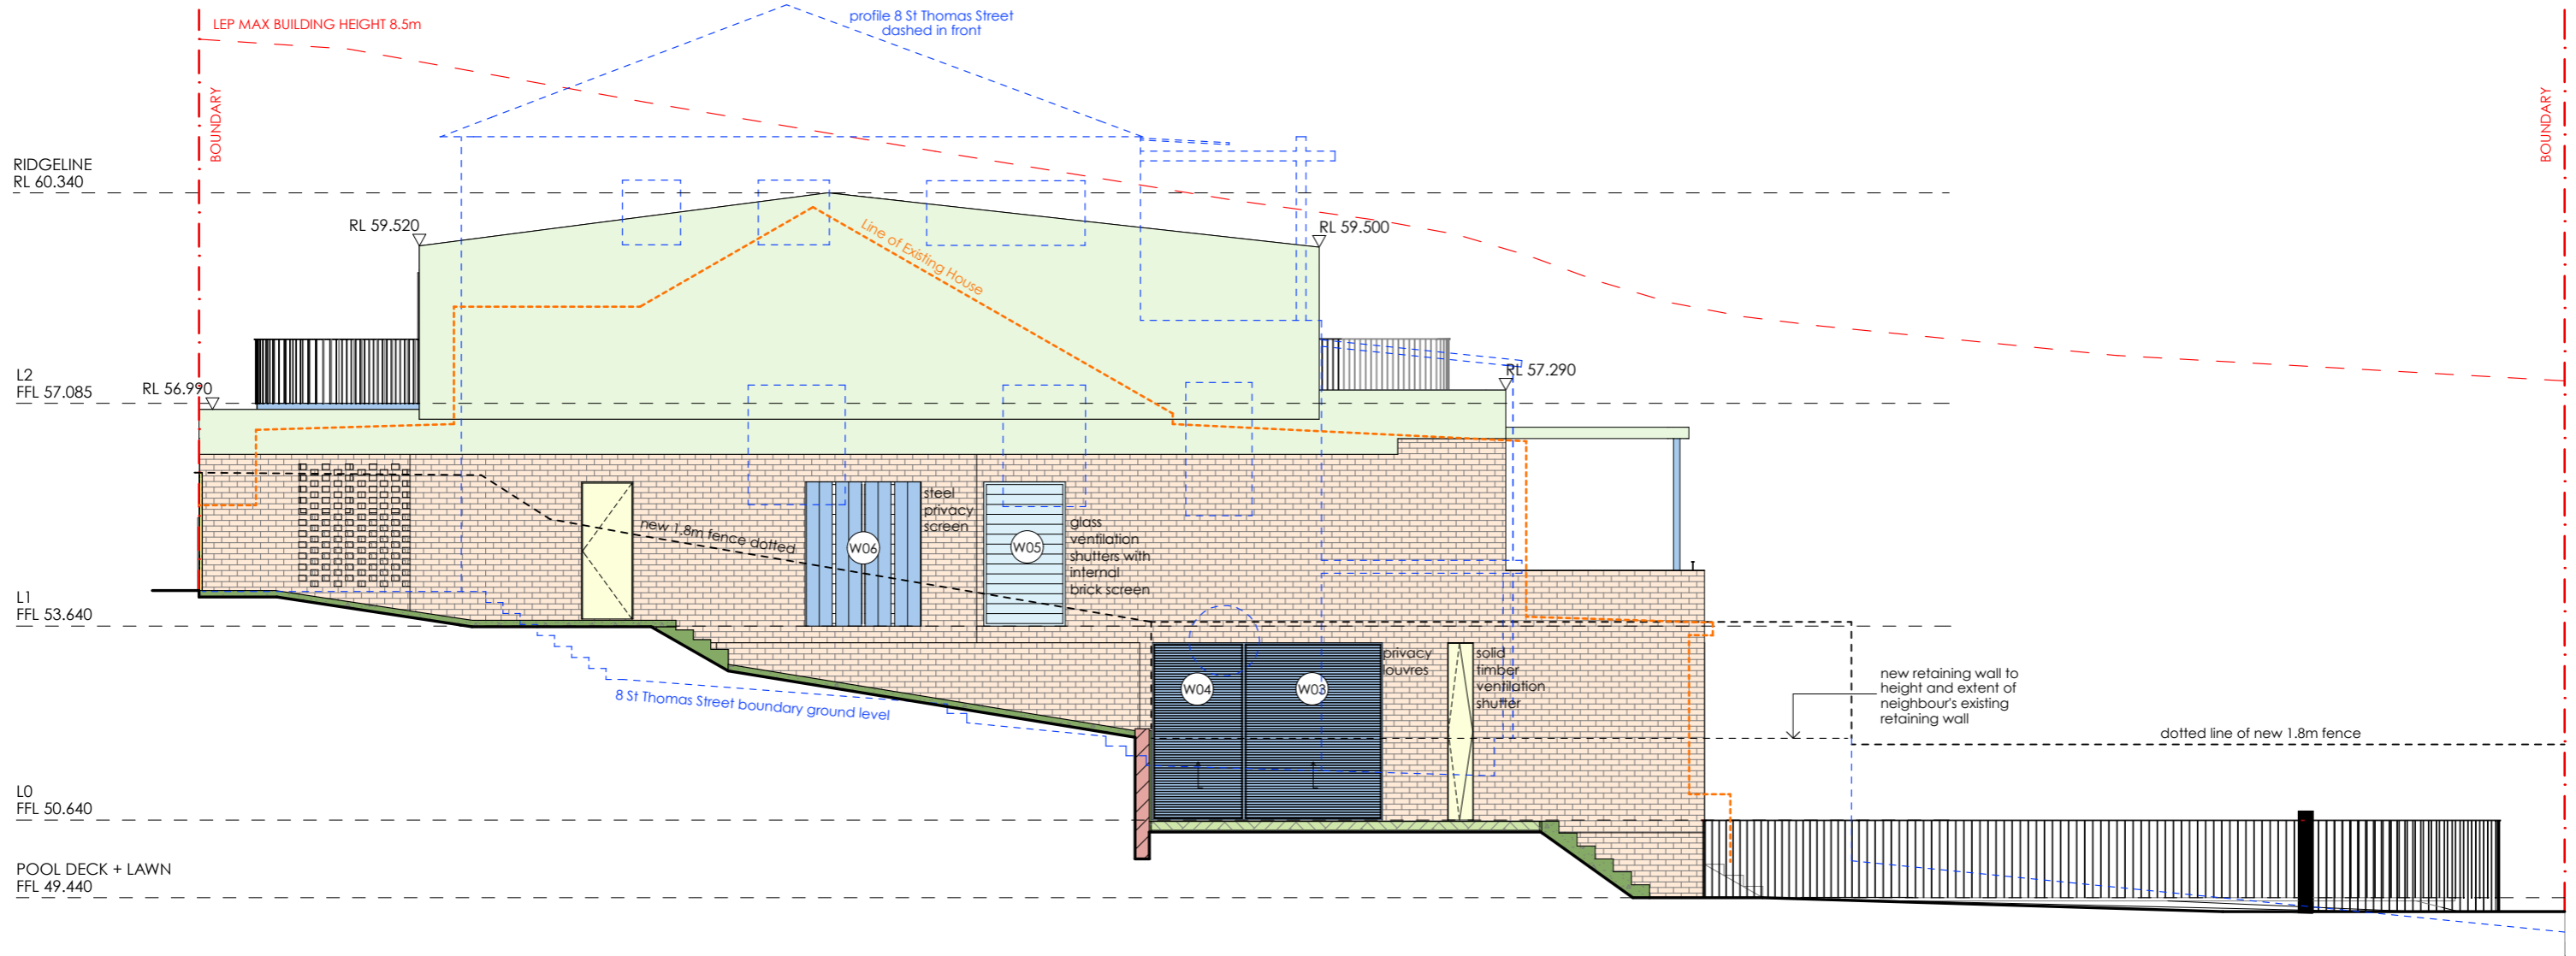 LEP MAX BUILDING HEIGHT 8.5m
profile 8 St Thomas Street
dashed in front
BOUNDARY
BOUNDARY
RIDGELINE
RL 60.340
RL 59.520
RL 59.500
Line of Existing House
L2
FFL 57.085
RL 56.990
RL 57.290
steel
privacy
screen
W06
W05
glass
ventilation
shutters with
internal
brick screen
new 1.8m fence dotted
L1
FFL 53.640
8 St Thomas Street boundary ground level
W04
W03
privacy
louvres
solid
timber
ventilation
shutter
new retaining wall to
height and extent of
neighbour's existing
retaining wall
dotted line of new 1.8m fence
L0
FFL 50.640
POOL DECK + LAWN
FFL 49.440